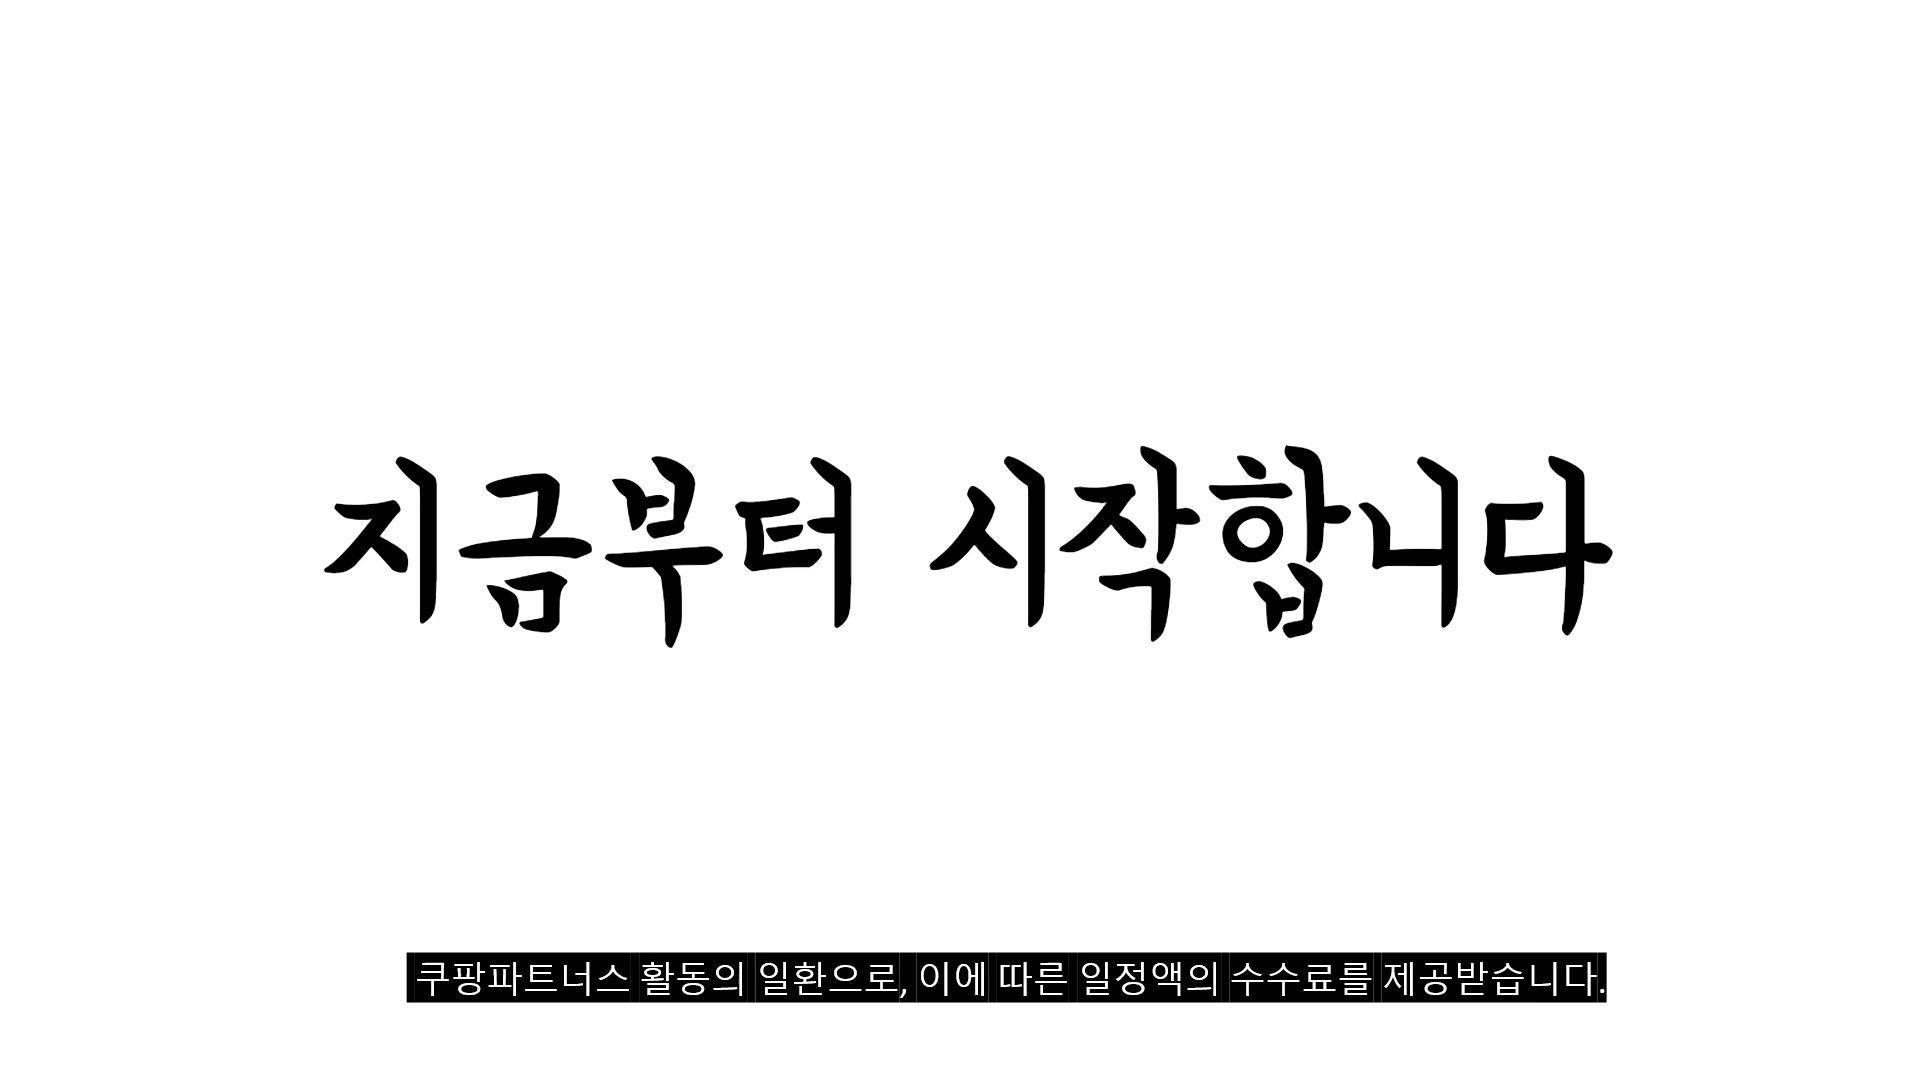 지금부터 시작합니다
쿠팡파트너스 활동의 일환으로, 이에 따른 일정액의 수수료를 제공받습니다.